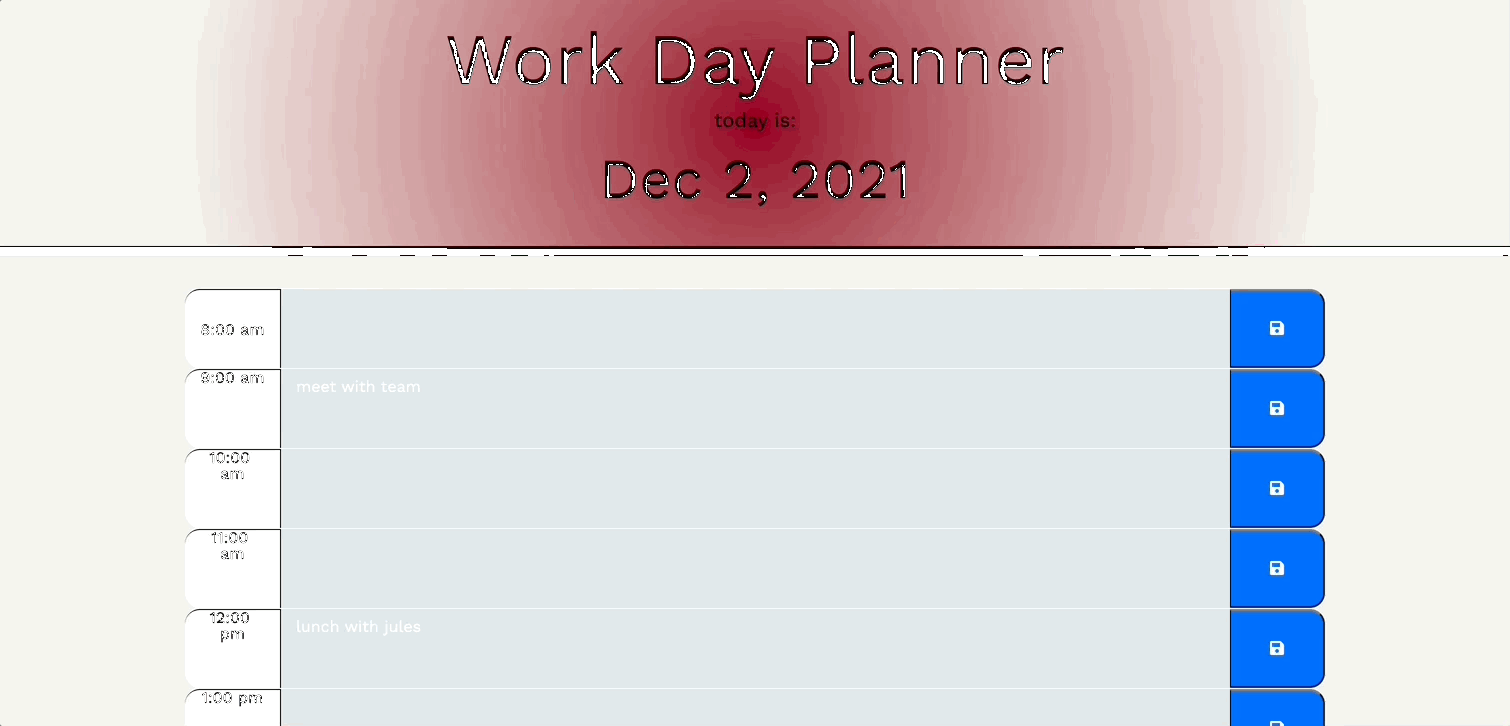 Work Day Planner
today is:
Dec 2, 2021
8:00 am
9:00 am
meet with team
10:00
am
11:00
am
12:00
pm
lunch with jules
1:00 pm